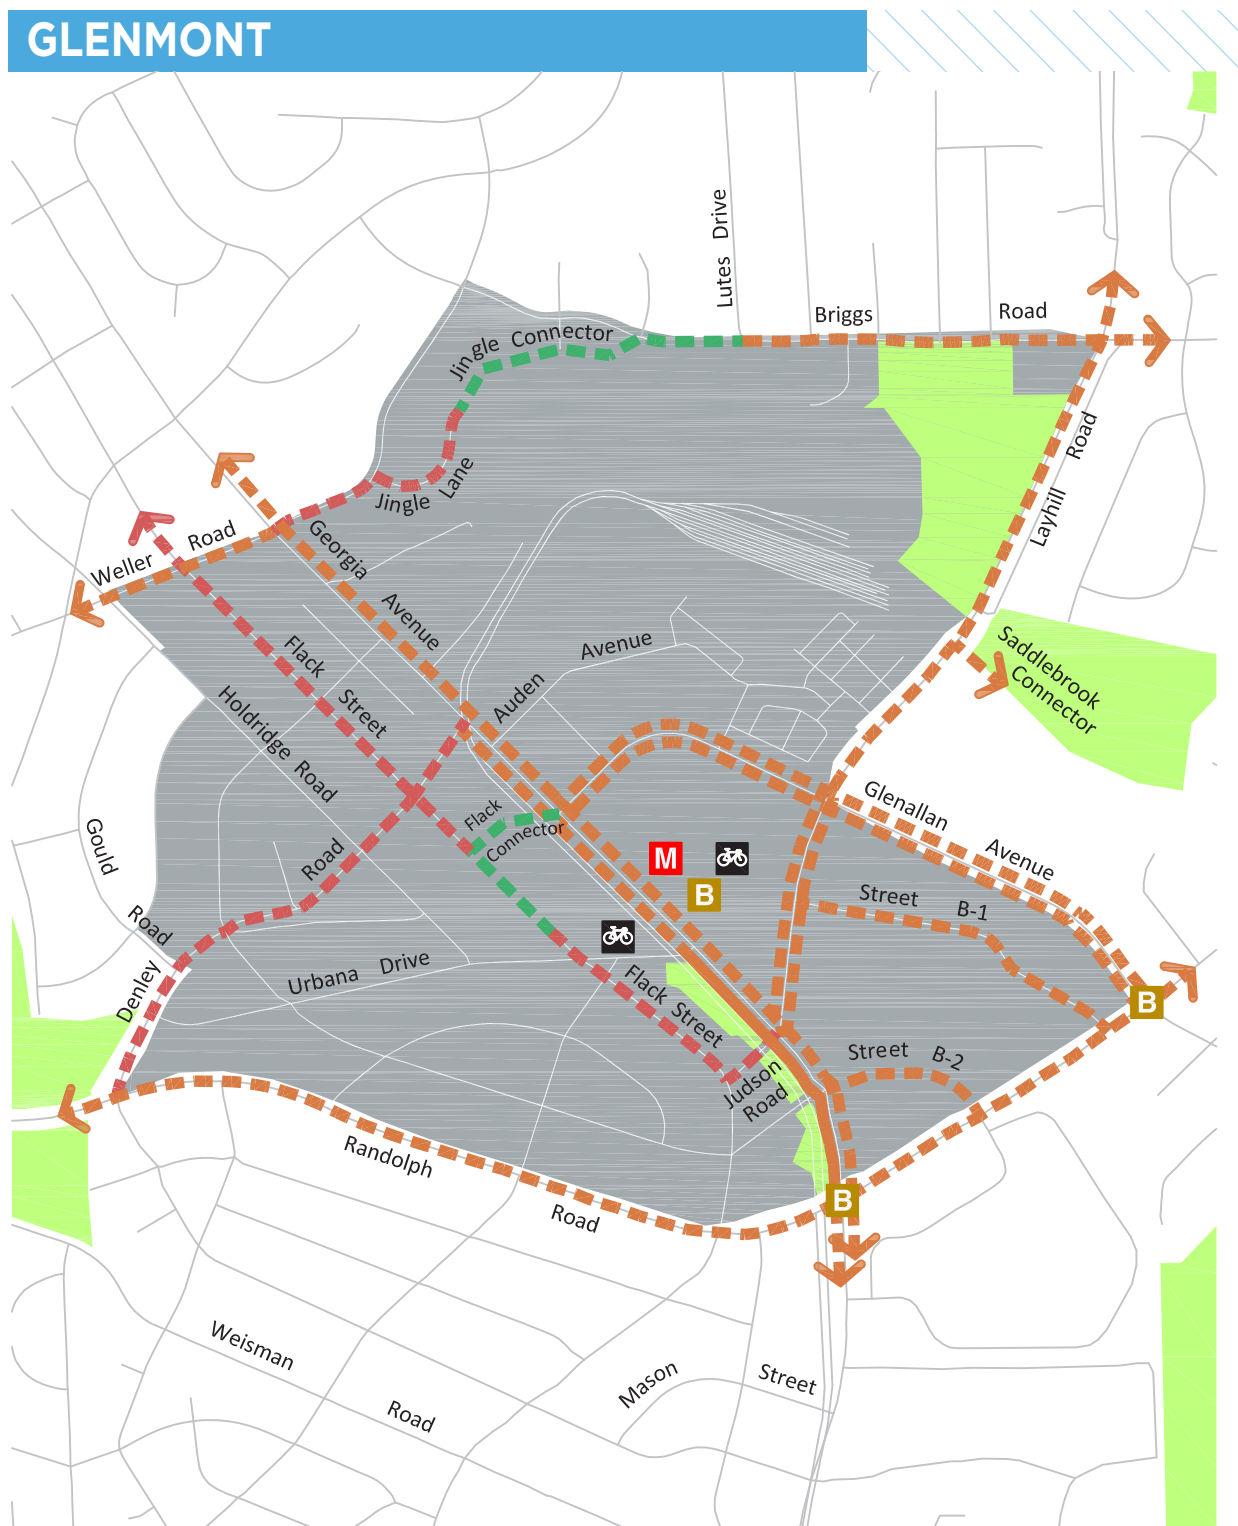 GLENMONT
Lutes Drive
Briggs Road
Jingle Connector
Jingle Lane
Layhill Road
Weller Road
Georgia Avenue
Flack Street
Avenue
Auden
Saddlebrook
Connector
Holdridge Road
Glenallan Avenue
Flack
Connector
Gould
Road
Road
M
B
Street B-1
Denley
Urbana Drive
Flack Street
B
Street B-2
Judson
Road
Randolph
Road
B
Weisman
Road
Mason Street